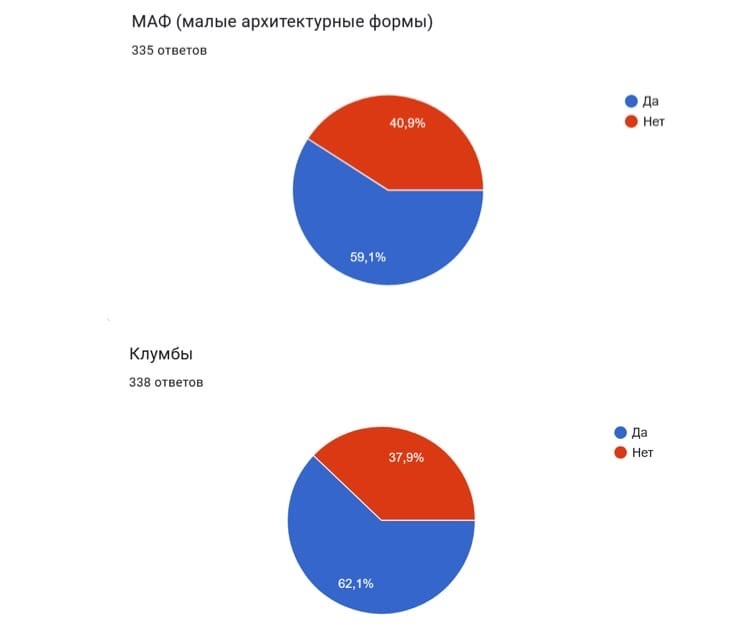 МАФ (малые архитектурные формы)
335 ответов
Да
Нет
40,9%
59,1%
Клумбы
338 ответов
Да
Нет
37,9%
62,1%